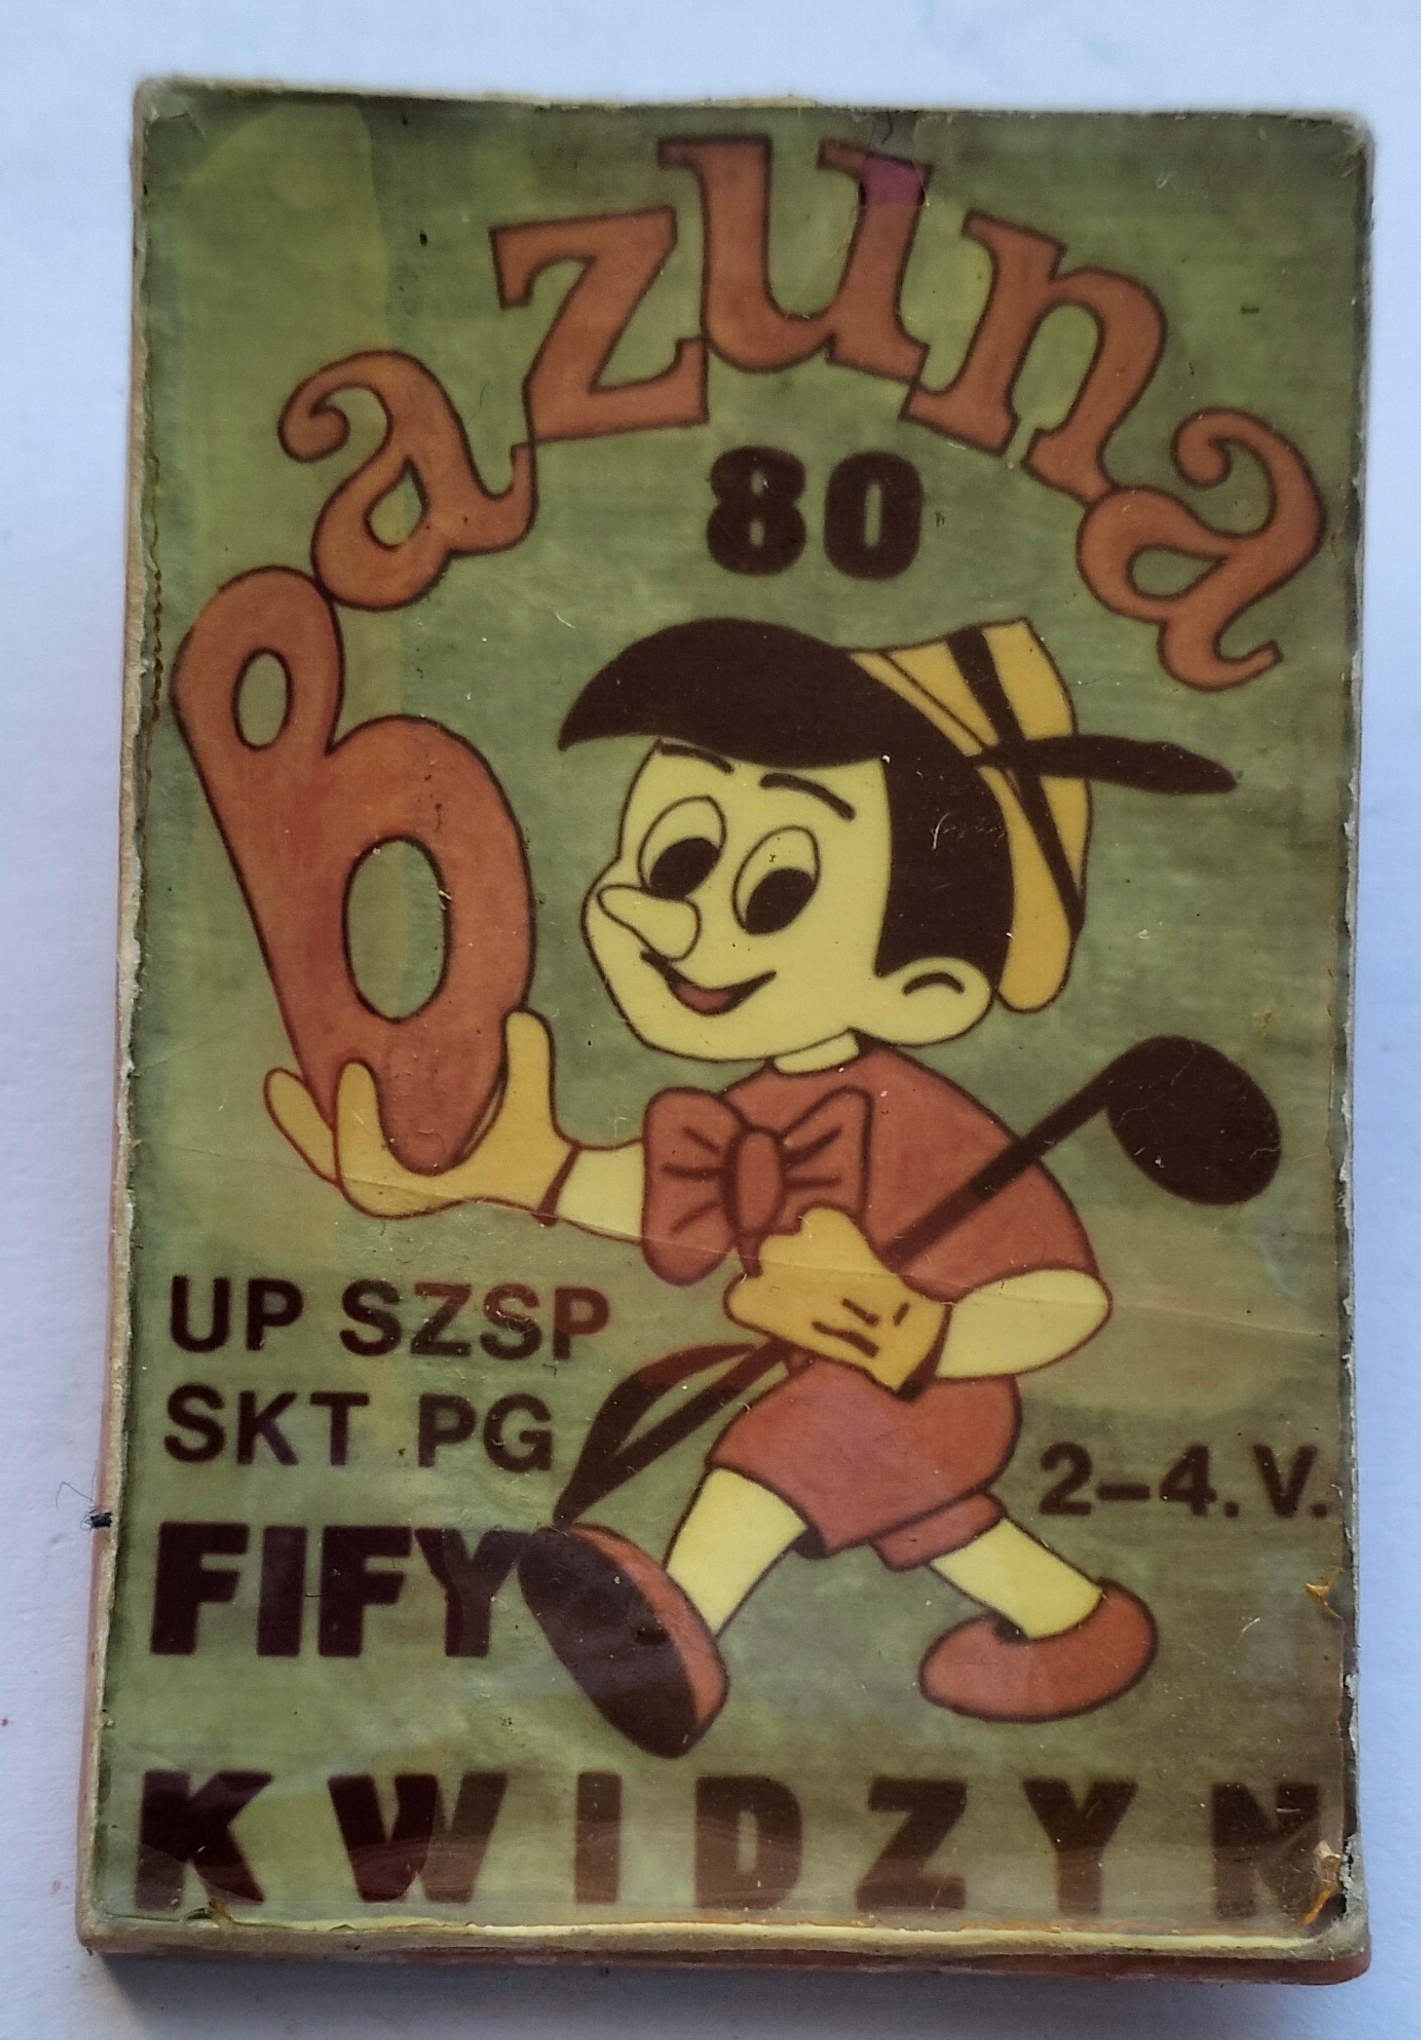 bazuna
80
UP SZSP
SKT PG
2-4.V.
FIFY
KWIDZYN